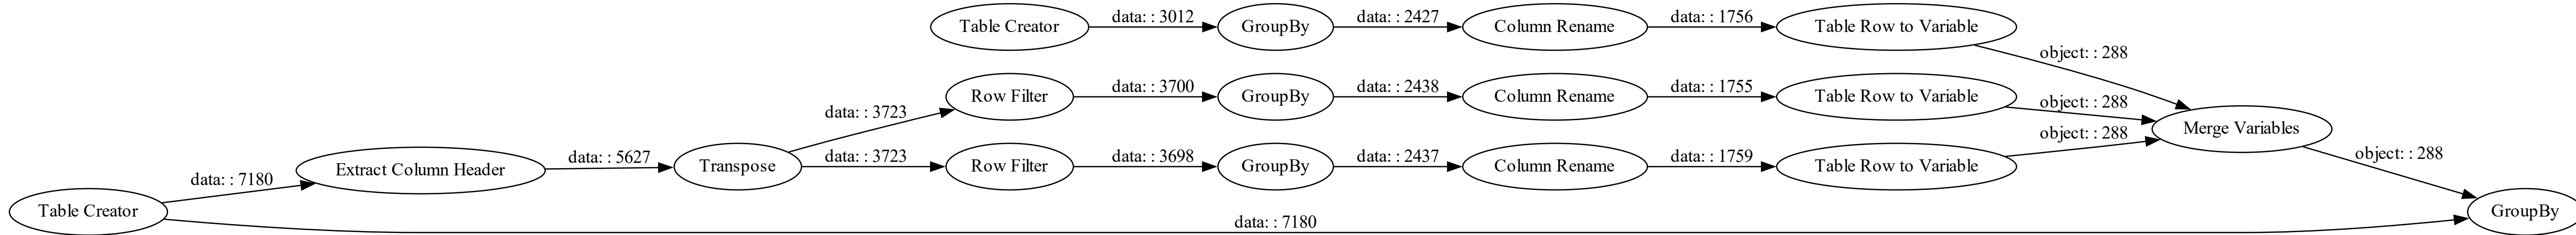 Table Creator
data: : 3012
GroupBy
data: : 2427
Column Rename
data: : 1756
Table Row to Variable
object: : 288
Row Filter
data: : 3700
GroupBy
data: : 2438
Column Rename
data: : 1755
Table Row to Variable
object: : 288
data: : 3723
Merge Variables
object: : 288
data: : 3723
Row Filter
data: : 3698
GroupBy
data: : 2437
Column Rename
data: : 1759
Table Row to Variable
object: : 288
Table Creator
data: : 7180
Extract Column Header
data: : 5627
Transpose
data: : 7180
GroupBy